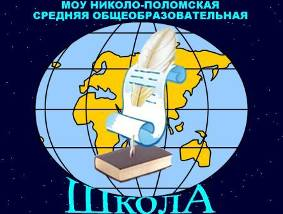 МОУ НИКОЛО-ПОЛОМСКАЯ
СРЕДНЯЯ ОБЩЕОБРАЗОВАТЕЛЬНАЯ
ШколА